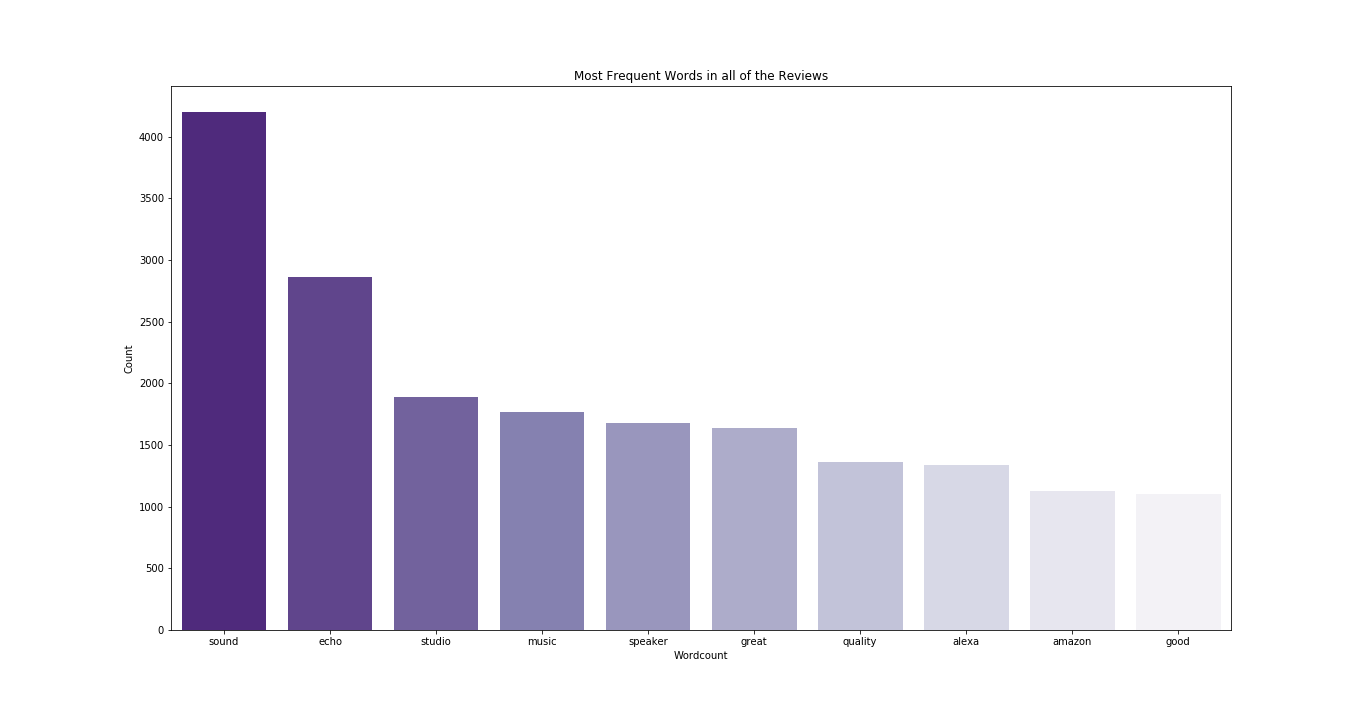 Most Frequent Words in all of the Reviews
4000
3500
3000
2500
2000
1500
1000
500
0
Count
sound echo studio music speaker great quality alexa amazon good
Wordcount